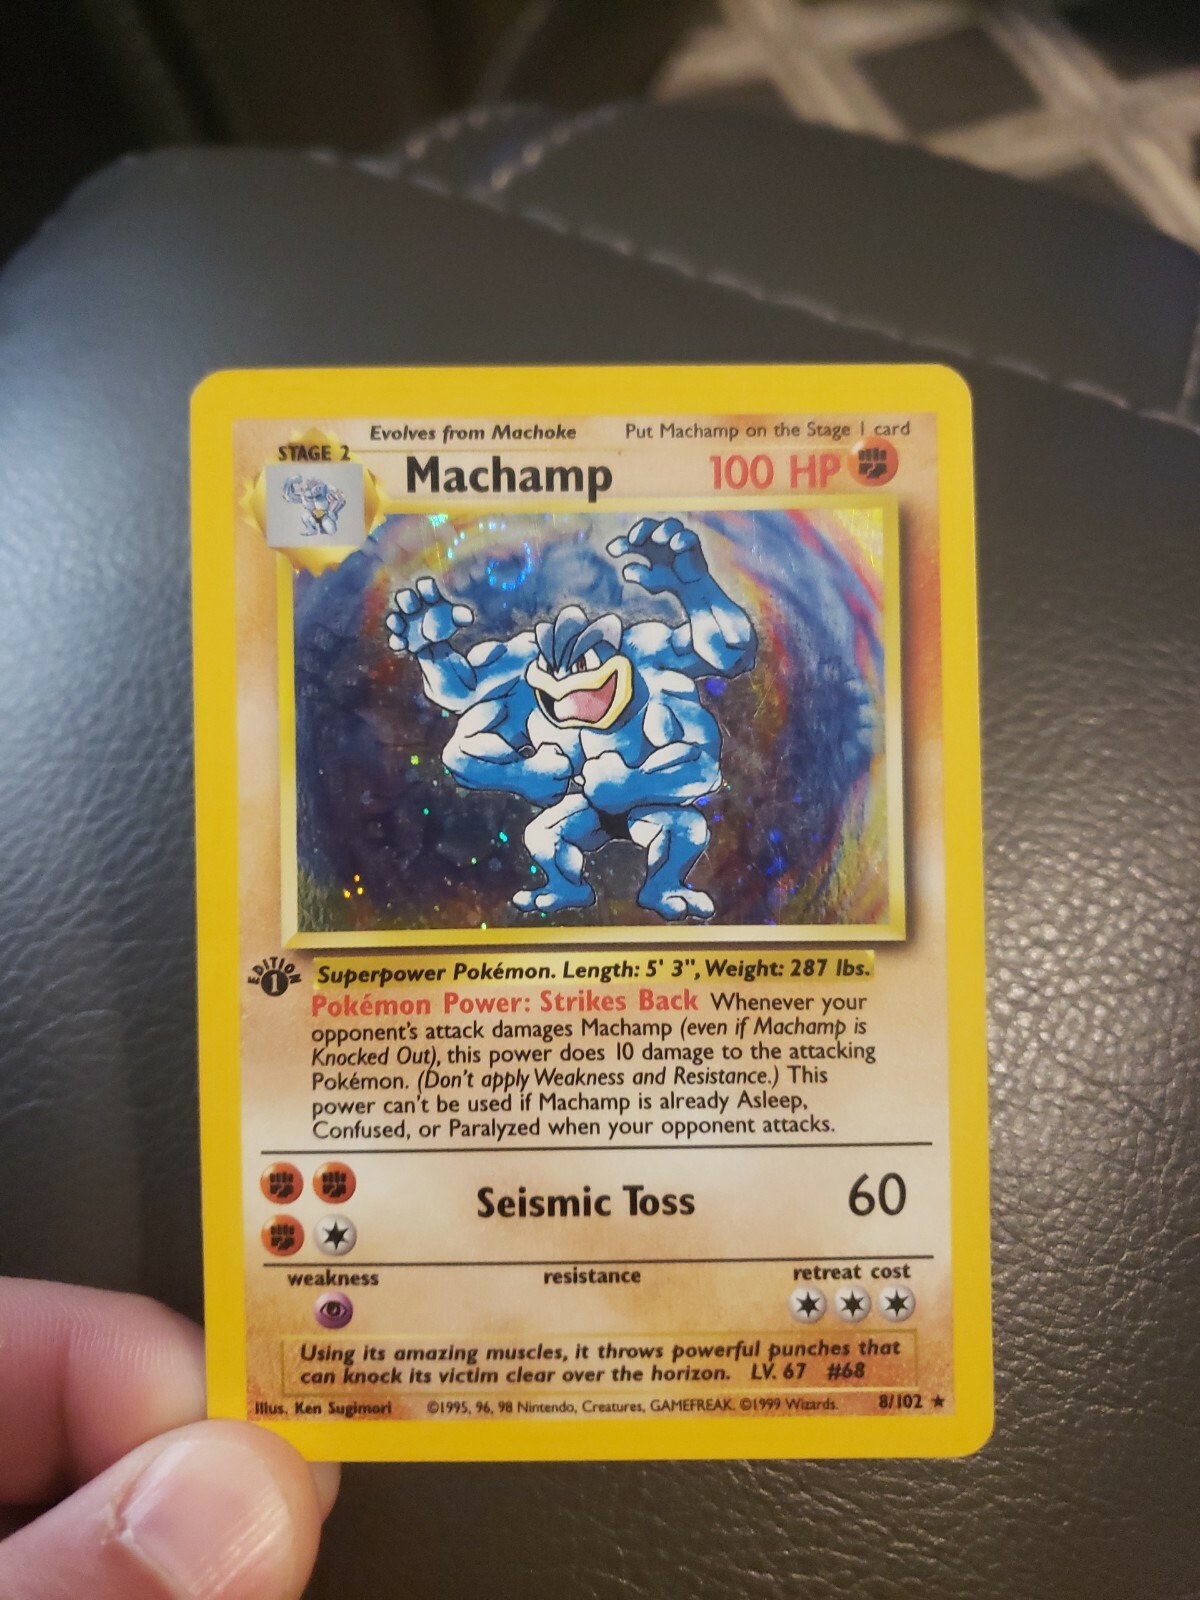 Evolves from Machoke Put Machamp on the Stage 1 card
STAGE 2
Machamp 100 HP
EDITION
1
Superpower Pokémon. Length: 5' 3", Weight: 287 lbs.
Pokémon Power: Strikes Back Whenever your
opponent's attack damages Machamp (even if Machamp is
Knocked Out), this power does 10 damage to the attacking
Pokémon. (Don't apply Weakness and Resistance.) This
power can't be used if Machamp is already Asleep,
Confused, or Paralyzed when your opponent attacks.
Seismic Toss 60
weakness resistance retreat cost
Using its amazing muscles, it throws powerful punches that
can knock its victim clear over the horizon. LV. 67 #68
Illus. Ken Sugimori ©1995, 96, 98 Nintendo, Creatures, GAMEFREAK. ©1999 Wizards. 8/102 ★